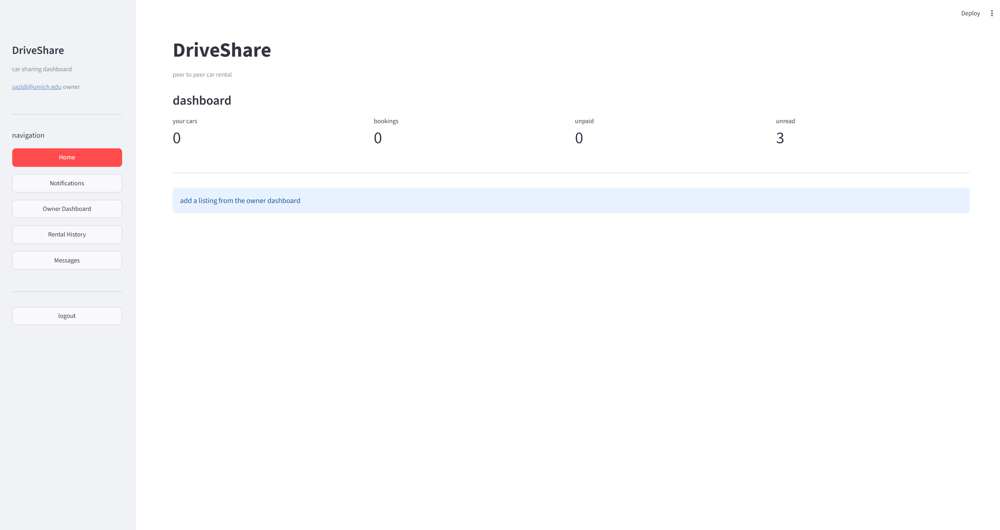 Deploy
DriveShare
car sharing dashboard
sazidl@umich.edu owner
navigation
Home
Notifications
Owner Dashboard
Rental History
Messages
logout
DriveShare
peer to peer car rental
dashboard
your cars
0
bookings
0
unpaid
0
unread
3
add a listing from the owner dashboard